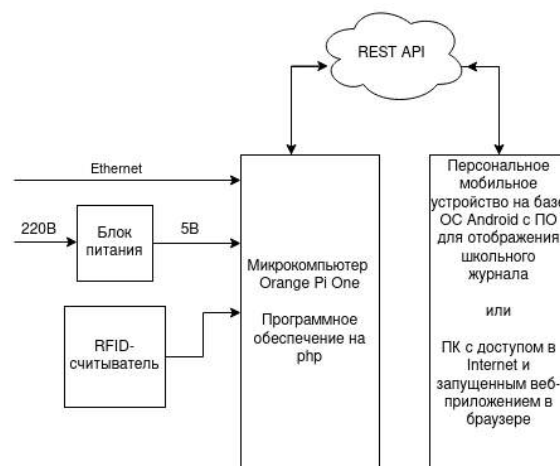 REST API
Ethernet
220В
Блок
питания
5В
RFID-
считыватель
Микрокомпьютер
Orange Pi One
Программное
обеспечение на
php
Персональное
мобильное
устройство на базе
ОС Android с ПО
для отображения
школьного
журнала
или
ПК с доступом в
Internet и
запущенным веб-
приложением в
браузере